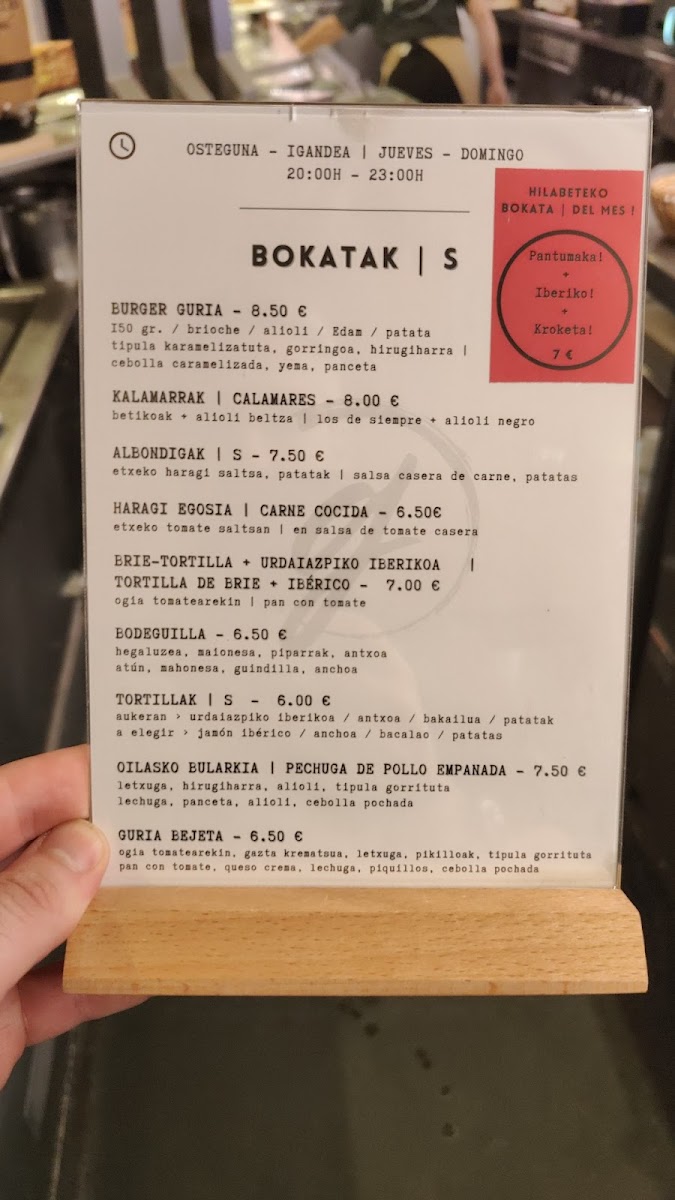 OSTEGUNA - IGANDEA | JUEVES - DOMINGO
20:00H - 23:00H
HILABETEKO
BOKATA | DEL MES !
Pantumaka!
+
Iberiko!
+
Kroketa!
7 €
BOKATAK | S
BURGER GURIA - 8.50 €
150 gr. / brioche / alioli / Edam / patata
tipula karamelizatuta, gorringoa, hirugiharra |
cebolla caramelizada, yema, panceta
KALAMARRAK | CALAMARES - 8.00 €
betikoak + alioli beltza | los de siempre + alioli negro
ALBONDIGAK | S - 7.50 €
etxeko haragi saltsa, patatak | salsa casera de carne, patatas
HARAGI EGOSIA | CARNE COCIDA - 6.50€
etxeko tomate saltsan | en salsa de tomate casera
BRIE-TORTILLA + URDAIAZPIKO IBERIKOA |
TORTILLA DE BRIE + IBÉRICO - 7.00 €
ogia tomatearekin | pan con tomate
BODEGUILLA - 6.50 €
hegaluzea, maionesa, piparrak, antxoa
atún, mahonesa, guindilla, anchoa
TORTILLAK | S - 6.00 €
aukeran > urdaiazpiko iberikoa / antxoa / bakailua / patatak
a elegir > jamón ibérico / anchoa / bacalao / patatas
OILASKO BULARKIA | PECHUGA DE POLLO EMPANADA - 7.50 €
letxuga, hirugiharra, alioli, tipula gorrituta
lechuga, panceta, alioli, cebolla pochada
GURIA BEJETA - 6.50 €
ogia tomatearekin, gazta krematsua, letxuga, pikilloak, tipula gorrituta
pan con tomate, queso crema, lechuga, piquillos, cebolla pochada